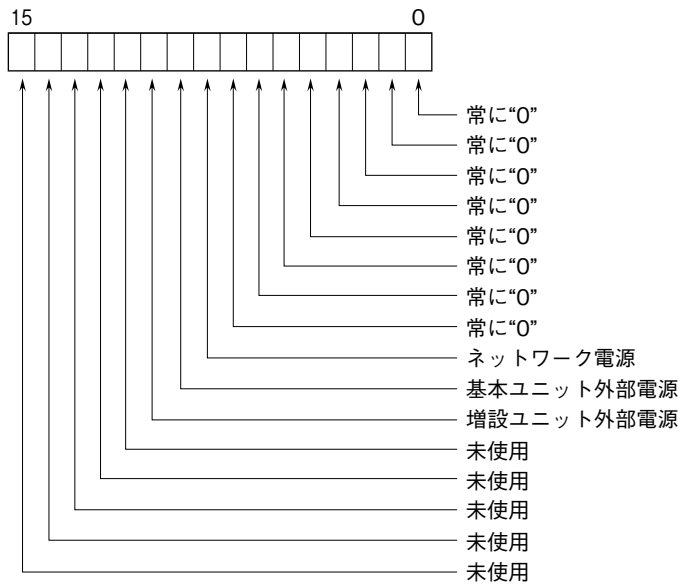 15 0
常に“0”
常に“0”
常に“0”
常に“0”
常に“0”
常に“0”
常に“0”
常に“0”
ネットワーク電源
基本ユニット外部電源
増設ユニット外部電源
未使用
未使用
未使用
未使用
未使用